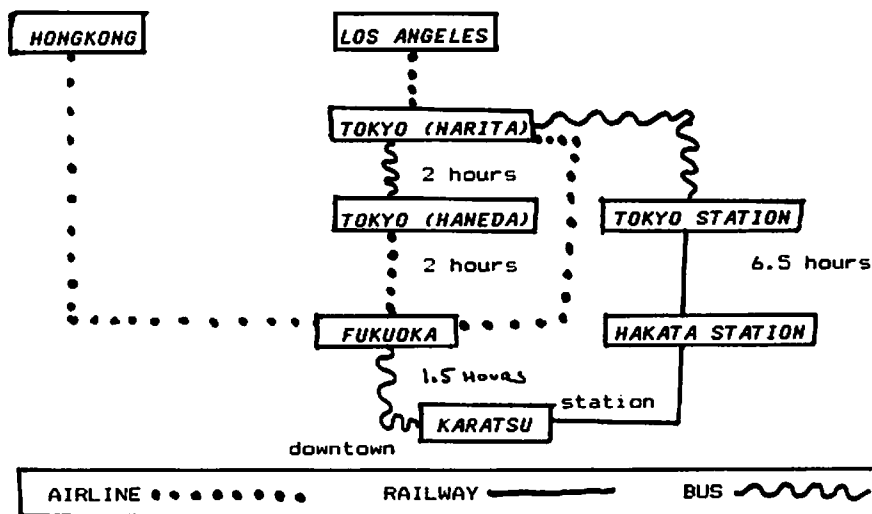 HONGKONG
LOS ANGELES
TOKYO (NARITA)
2 hours
TOKYO (HANEDA)
TOKYO STATION
2 hours
6.5 hours
FUKUOKA
HAKATA STATION
1.5 HOURS
station
KARATSU
downtown
AIRLINE
RAILWAY
BUS